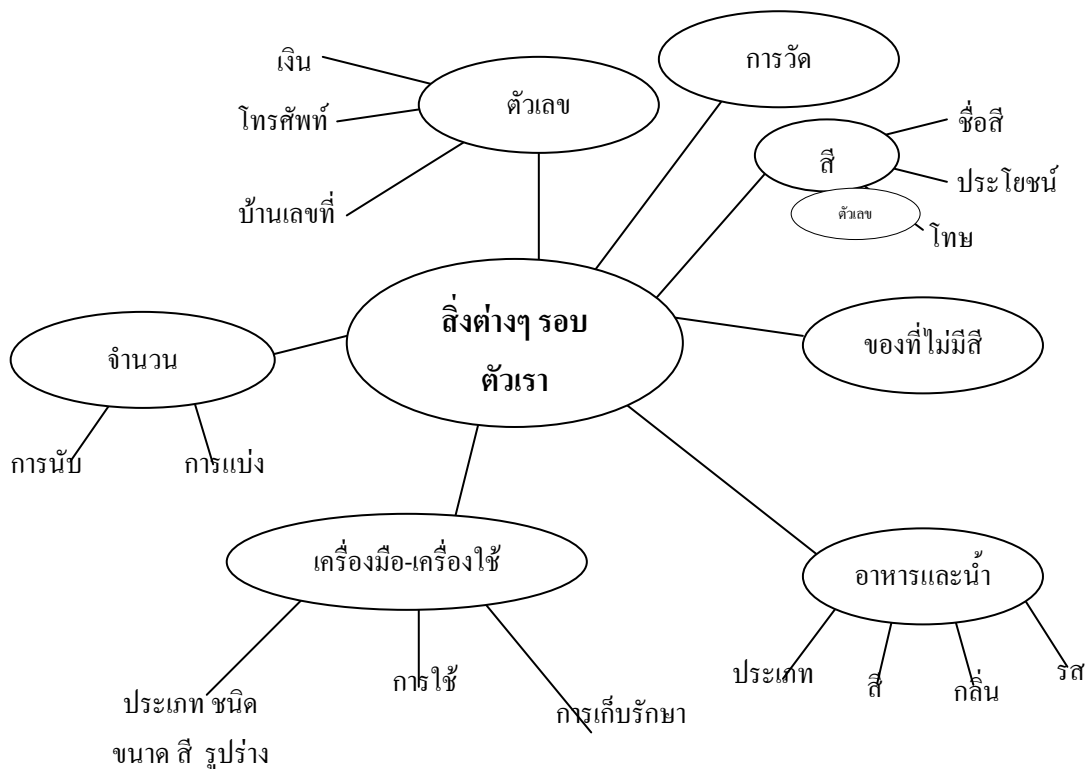 การวัด
เงิน
ตัวเลข
โทรศัพท์
ชื่อสี
สี
ประโยชน์
บ้านเลขที่
ตัวเลข
โทษ
สิ่งต่างๆ รอบ
ตัวเรา
ของที่ไม่มีสี
จำนวน
การนับ
การแบ่ง
เครื่องมือ-เครื่องใช้
อาหารและน้ำ
ประเภท
สี
กลิ่น
รส
ประเภท ชนิด
ขนาด สี รูปร่าง
การใช้
การเก็บรักษา